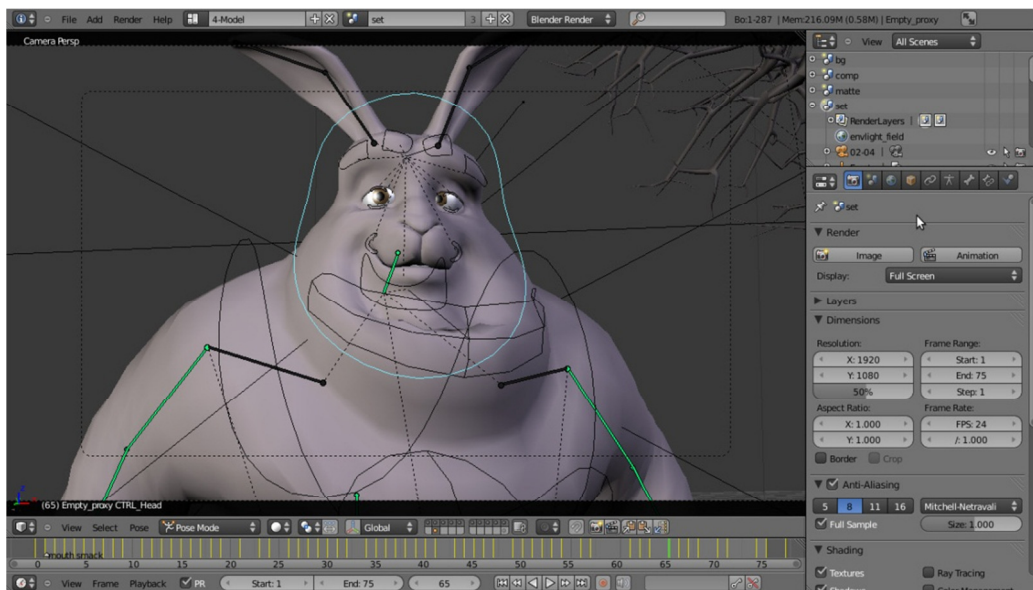 File Add Render Help 4-Model set 3 Blender Render Bo:1-287 | Mem:216.09M (0.58M) | Empty_proxy
Camera Persp
View All Scenes
bg
comp
matte
set
RenderLayers |
envlight_field
02-04 |
set
Render
Image Animation
Display: Full Screen
Layers
Dimensions
Resolution: Frame Range:
X: 1920 Start: 1
Y: 1080 End: 75
50% Step: 1
Aspect Ratio: Frame Rate:
X: 1.000 FPS: 24
Y: 1.000 /: 1.000
Border Crop
Anti-Aliasing
5 8 11 16 Mitchell-Netravali
Full Sample Size: 1.000
Shading
Textures Ray Tracing
(65) Empty_proxy CTRL_Head
View Select Pose Pose Mode Global
mouth smack
0 5 10 15 20 25 30 35 40 45 50 55 60 65 70 75
View Frame Playback PR Start: 1 End: 75 65